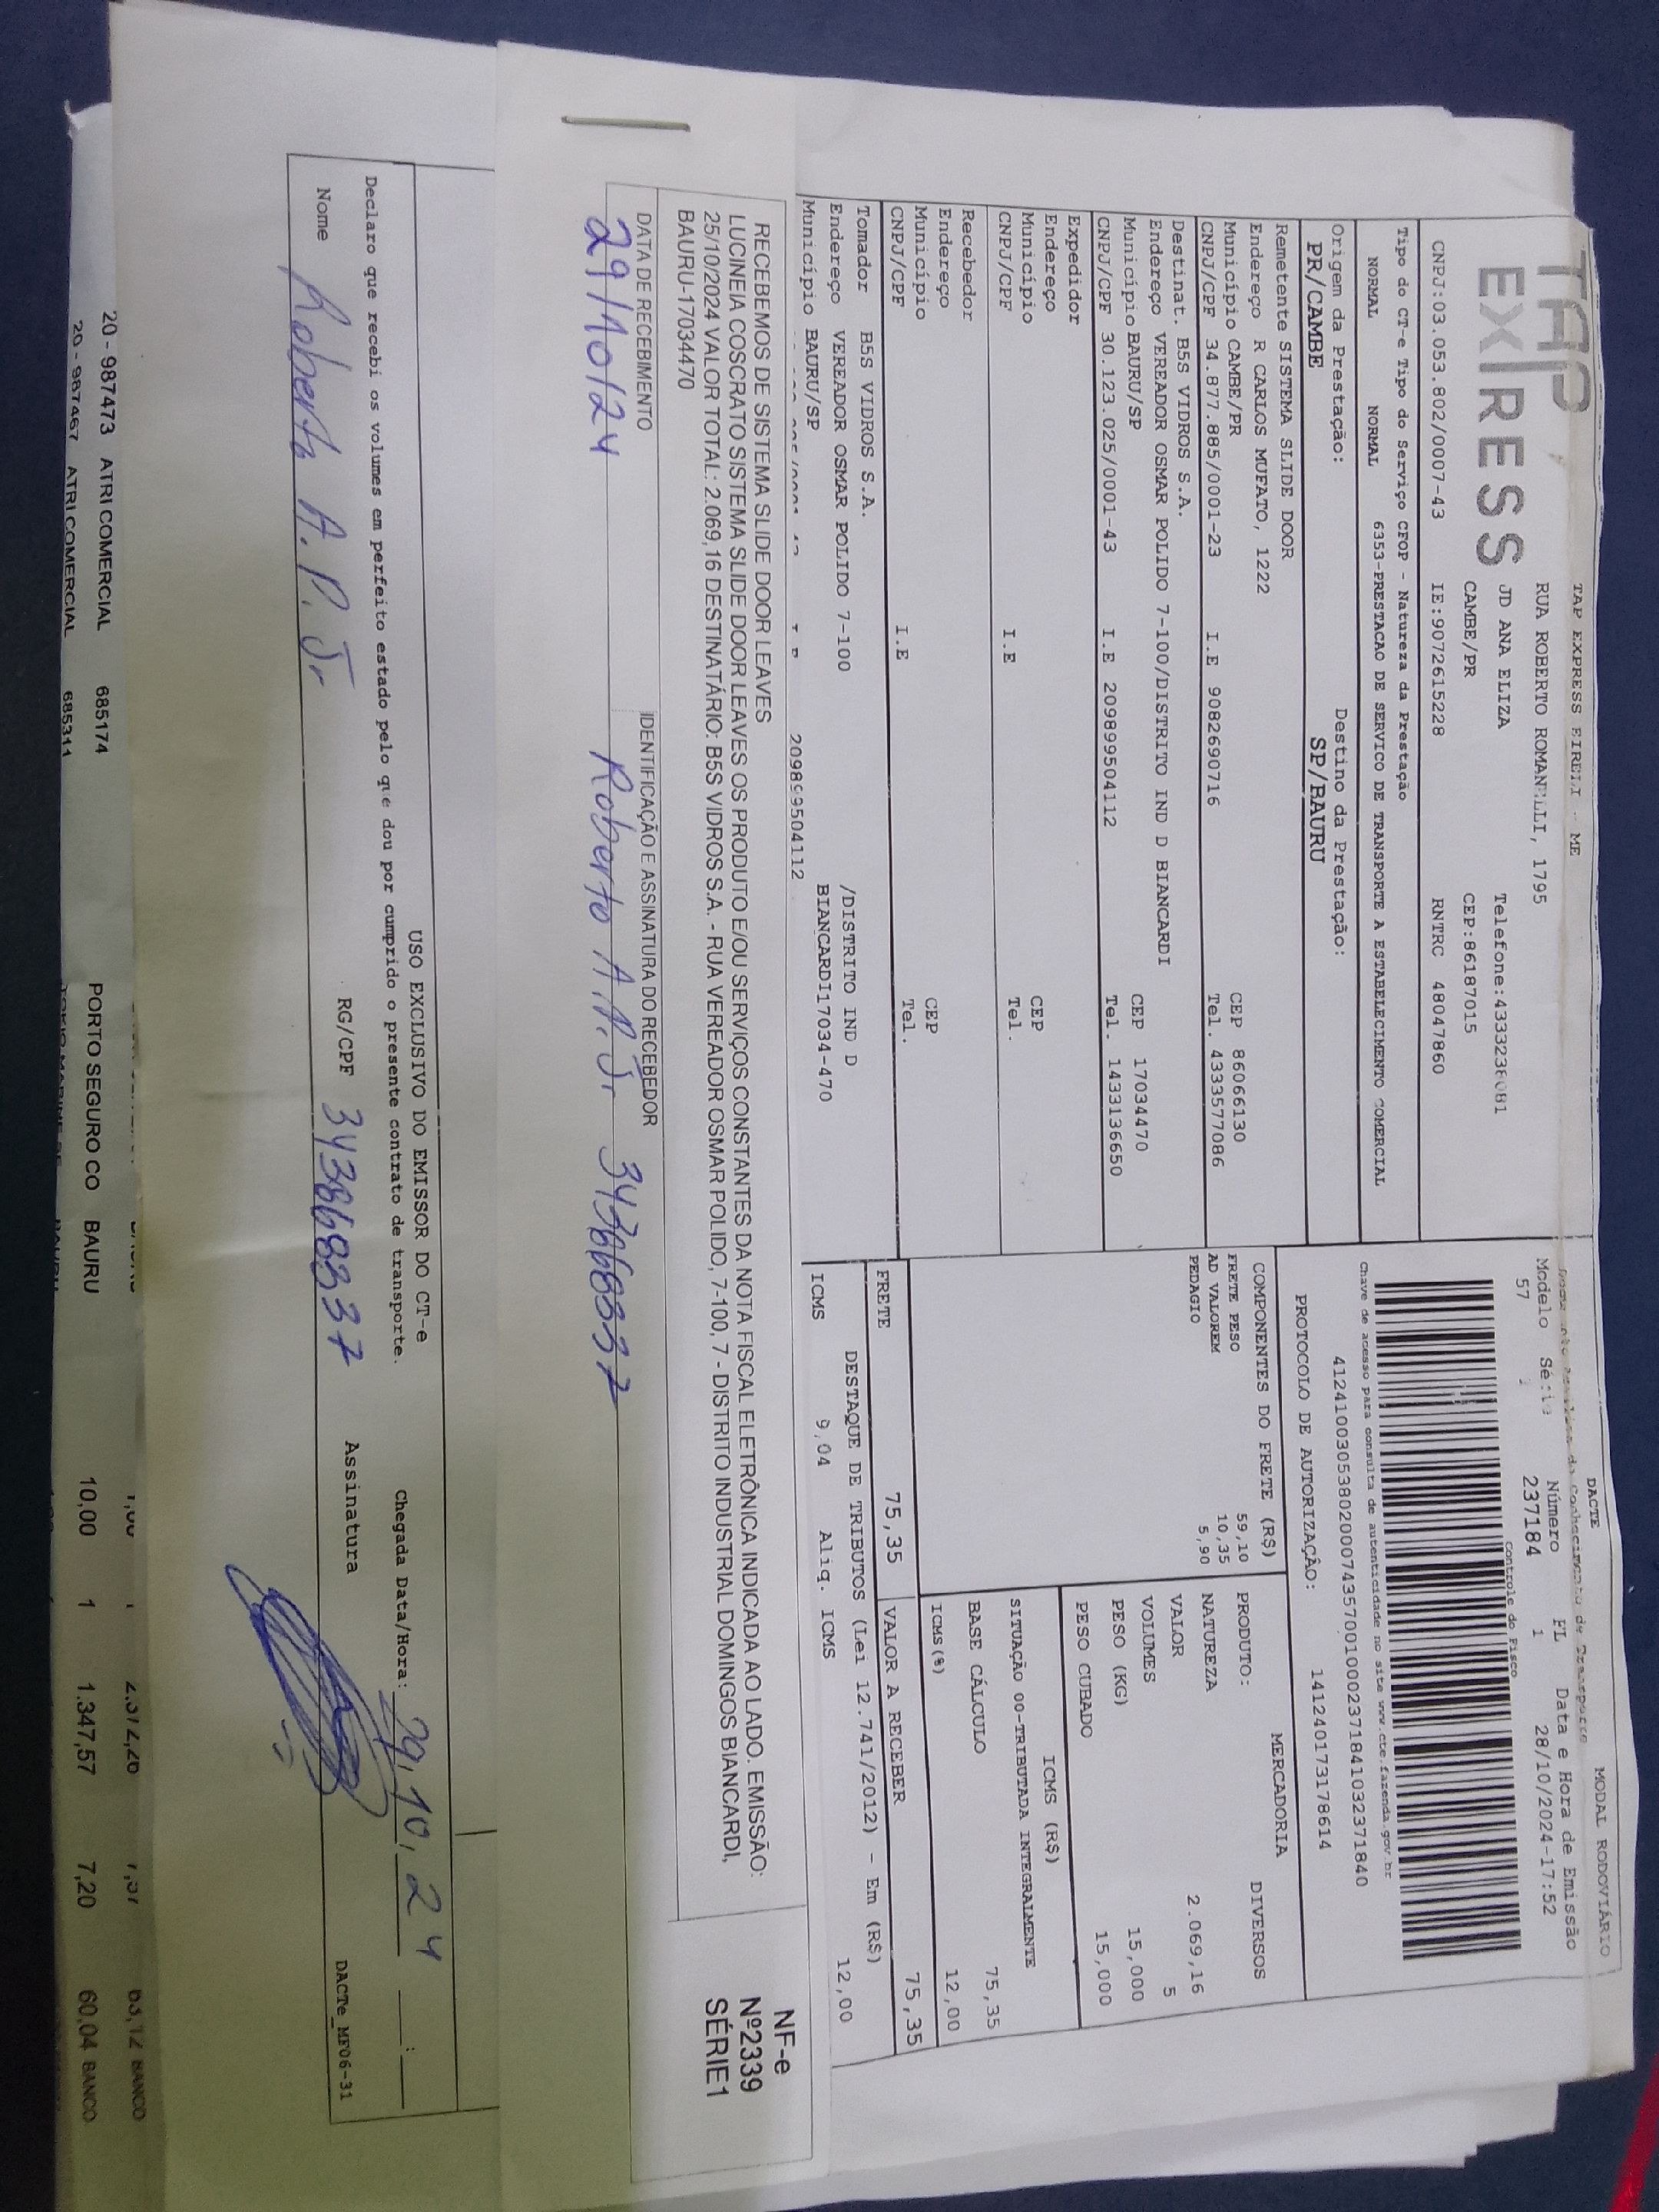 TAP
EXPRESS
TAP EXPRESS EIRELI - ME
RUA ROBERTO ROMANELLI, 1795
JD ANA ELIZA
CAMBE/PR
CEP:86187015
CNPJ:03.053.802/0007-43 IE:9072615228 RNTRC 48047860
DACTE MODAL RODOVIÁRIO
Modelo Série Número FL Data e Hora de Emissão
57 237184 1 28/10/2024-17:52
Controle do Fisco
Tipo do CT-e Tipo do Serviço CFOP - Natureza da Prestação
NORMAL NORMAL 6353-PRESTACAO DE SERVICO DE TRANSPORTE A ESTABELECIMENTO COMERCIAL
Chave de acesso para consulta de autenticidade no site www.cte.fazenda.gov.br
41241003053802000743570010002371841032371840
Origem da Prestação: Destino da Prestação:
PR/CAMBE SP/BAURU
PROTOCOLO DE AUTORIZAÇÃO: 141240173178614
Remetente SISTEMA SLIDE DOOR
Endereço R CARLOS MUFATO, 1222
Município CAMBE/PR CEP 86066130
CNPJ/CPF 34.877.885/0001-23 I.E 9082690716 Tel. 4333577086
Destinat. B5S VIDROS S.A.
Endereço VEREADOR OSMAR POLIDO 7-100/DISTRITO IND D BIANCARDI
Município BAURU/SP CEP 17034470
CNPJ/CPF 30.123.025/0001-43 I.E 209899504112 Tel. 1433136650
Expedidor
Endereço
Município CEP
CNPJ/CPF I.E Tel.
Recebedor
Endereço
Município CEP
CNPJ/CPF I.E Tel.
Tomador B5S VIDROS S.A.
Endereço VEREADOR OSMAR POLIDO 7-100 /DISTRITO IND D
Município BAURU/SP BIANCARDI17034-470
209899504112
COMPONENTES DO FRETE (R$)
FRETE PESO 59,10
AD VALOREM 10,35
PEDAGIO 5,90
MERCADORIA
PRODUTO: DIVERSOS
NATUREZA
VALOR 2.069,16
VOLUMES 5
PESO (KG) 15,000
PESO CUBADO 15,000
ICMS (R$)
SITUAÇÃO 00-TRIBUTADA INTEGRALMENTE
BASE CÁLCULO 75,35
ICMS(%) 12,00
FRETE 75,35 VALOR A RECEBER 75,35
DESTAQUE DE TRIBUTOS (Lei 12.741/2012) - Em (R$)
ICMS 9,04 Aliq. ICMS 12,00
RECEBEMOS DE SISTEMA SLIDE DOOR LEAVES
LUCINEIA COSCRATO SISTEMA SLIDE DOOR LEAVES OS PRODUTO E/OU SERVIÇOS CONSTANTES DA NOTA FISCAL ELETRÔNICA INDICADA AO LADO. EMISSÃO:
25/10/2024 VALOR TOTAL: 2.069,16 DESTINATÁRIO: B5S VIDROS S.A. - RUA VEREADOR OSMAR POLIDO, 7-100, 7 - DISTRITO INDUSTRIAL DOMINGOS BIANCARDI,
BAURU-17034470
NF-e
Nº2339
SÉRIE1
DATA DE RECEBIMENTO IDENTIFICAÇÃO E ASSINATURA DO RECEBEDOR
29/10/24 Roberto A. P. Jr 343668337
USO EXCLUSIVO DO EMISSOR DO CT-e
Chegada Data/Hora: 29, 10, 24 :
Declaro que recebi os volumes em perfeito estado pelo que dou por cumprido o presente contrato de transporte.
Nome Roberto A. P. Jr RG/CPF 343668337 Assinatura
DACTe_MF06-31
20 - 987473 ATRI COMERCIAL 685174 PORTO SEGURO CO BAURU 10,00 1 1.347,57 7,20 60,04 BANCO
20 - 987467 ATRI COMERCIAL 685311